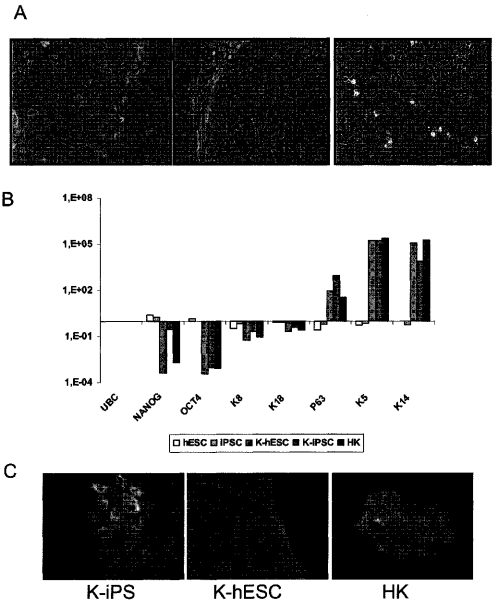 A
B
1,E+08
1,E+05
1,E+02
1,E-01
1,E-04
UBC NANOG OCT4 K8 K18 P63 K5 K14
hESC iPSC K-hESC K-iPSC HK
C
K-iPS K-hESC HK